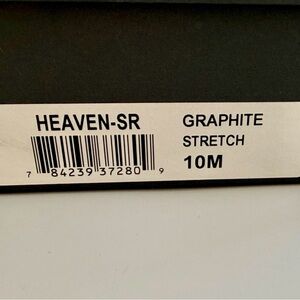 HEAVEN-SR
GRAPHITE
STRETCH
10M
7 84239 37280 9